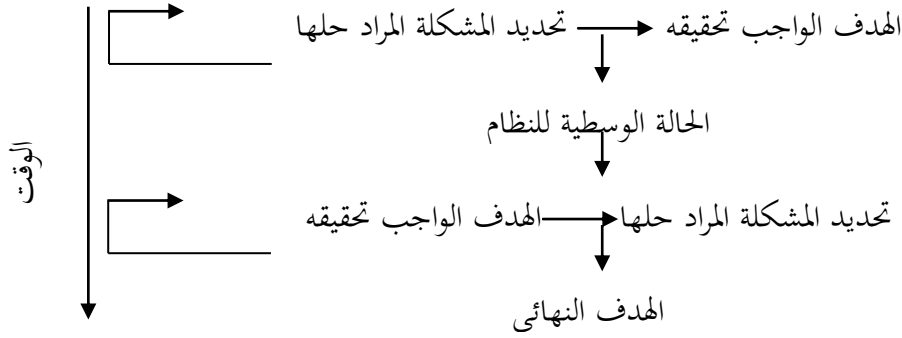 الهدف الواجب تحقيقه تحديد المشكلة المراد حلها
الحالة الوسطية للنظام
الوقت
تحديد المشكلة المراد حلها الهدف الواجب تحقيقه
الهدف النهائي